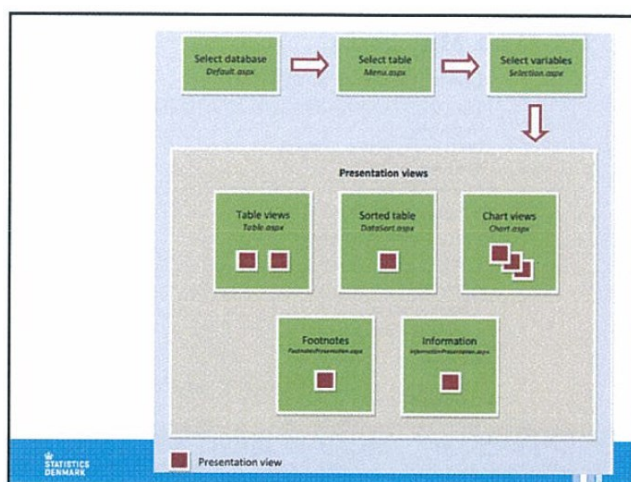 Select database
Default.aspx
Select table
Menu.aspx
Select variables
Selection.aspx
Presentation views
Table views
Table.aspx
Sorted table
DataSort.aspx
Chart views
Chart.aspx
Footnotes
FootnotesPresentation.aspx
Information
InformationPresentation.aspx
STATISTICS
DENMARK
Presentation view